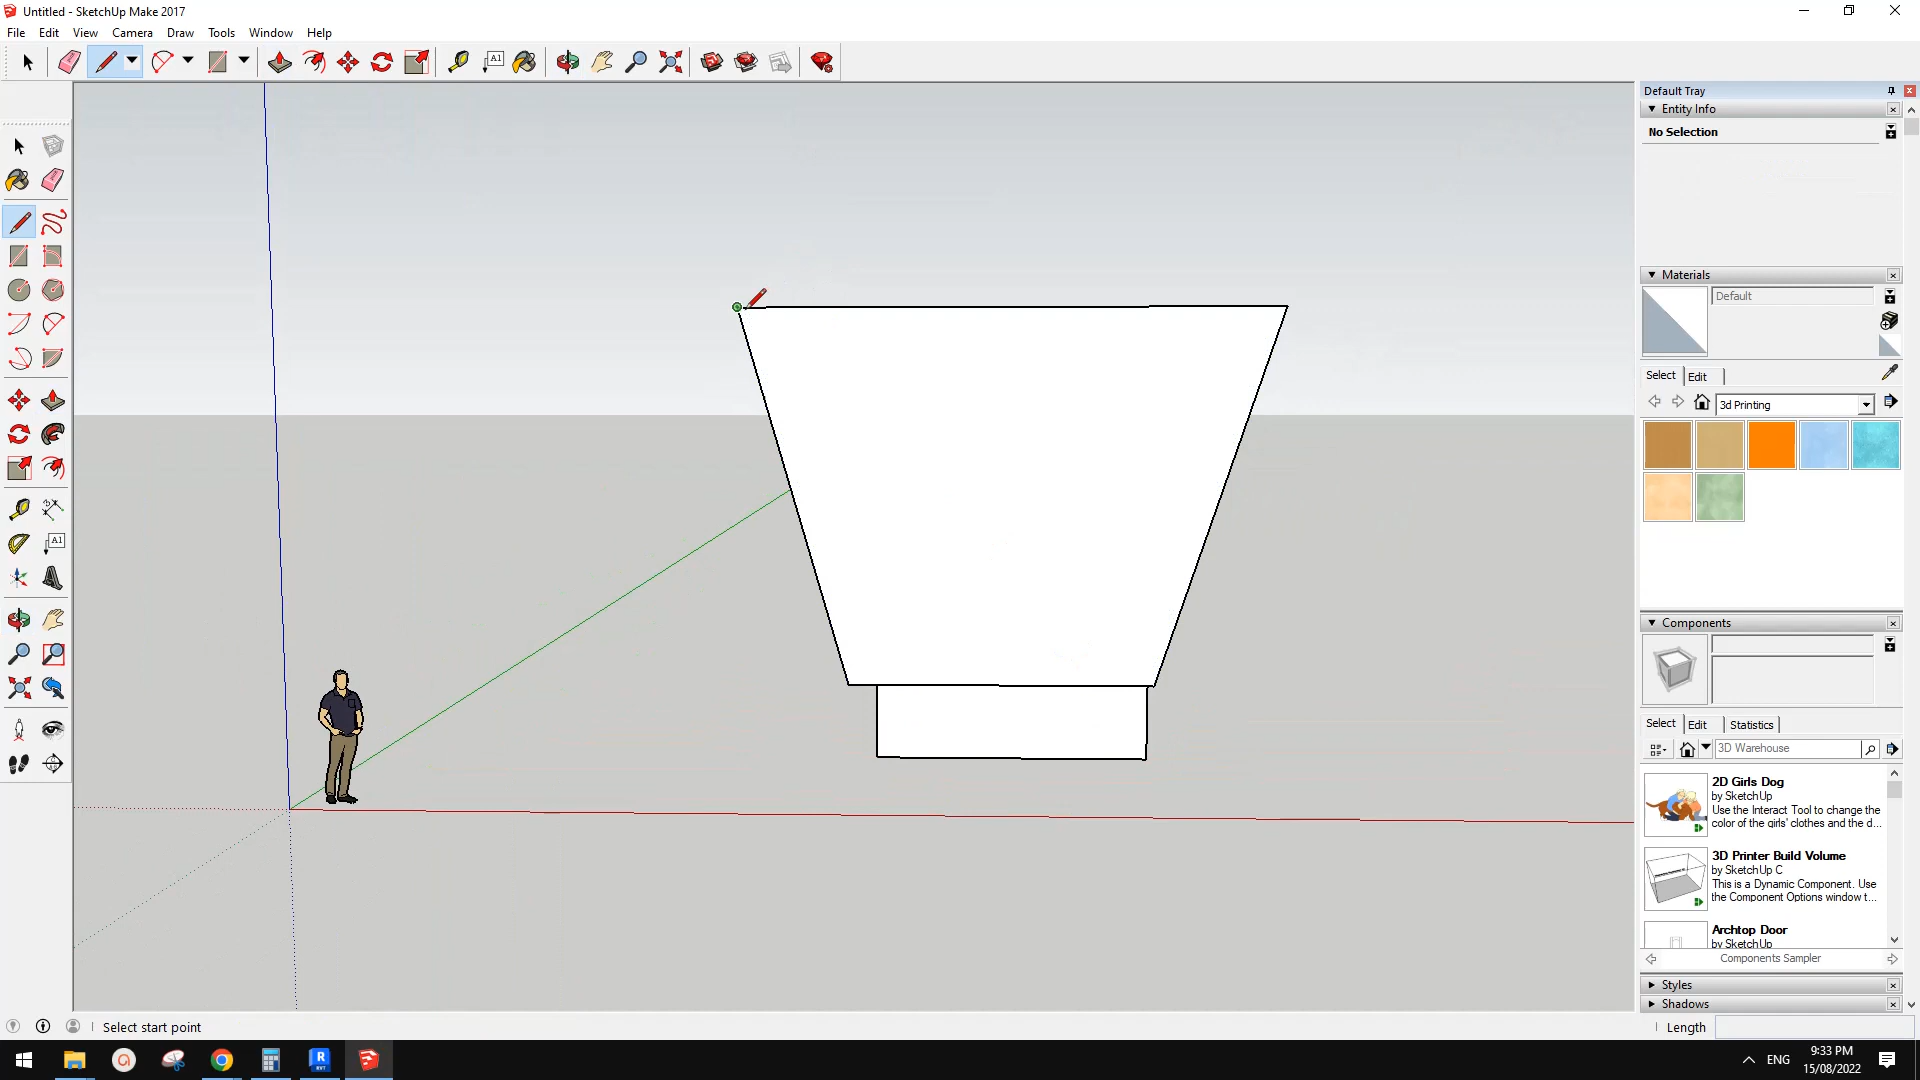 Untitled - SketchUp Make 2017
File Edit View Camera Draw Tools Window Help
A1
Default Tray
Entity Info
No Selection
Materials
Default
Select Edit
3d Printing
A1
Components
Select Edit Statistics
3D Warehouse
2D Girls Dog
by SketchUp
Use the Interact Tool to change the
color of the girls' clothes and the d...
3D Printer Build Volume
by SketchUp C
This is a Dynamic Component. Use
the Component Options window t...
Archtop Door
by SketchUp
Components Sampler
Styles
Shadows
Select start point
Length
R
RVT
ENG
9:33 PM
15/08/2022